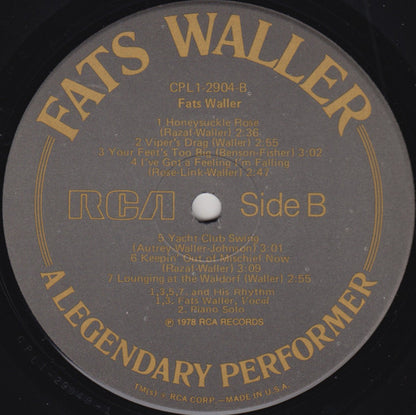 FATS WALLER
CPL1-2904-B
Fats Waller
1 Honeysuckle Rose
(Razaf-Waller) 2:36
2 Viper's Drag (Waller) 2:55
3 Your Feet's Too Big (Benson-Fisher) 3:02
4 I've Got a Feeling I'm Falling
(Rose-Link-Waller) 2:47
RCA
Side B
5 Yacht Club Swing
(Autrey-Waller-Johnson) 3:01
6 Keepin' Out of Mischief Now
(Razaf-Waller) 3:09
7 Lounging at the Waldorf (Waller) 2:55
1,3,5,7, and His Rhythm
1,3, Fats Waller, Vocal
2, Piano Solo
℗ 1978 RCA RECORDS
A LEGENDARY PERFORMER
TM(s) ® RCA CORP. – MADE IN U.S.A.